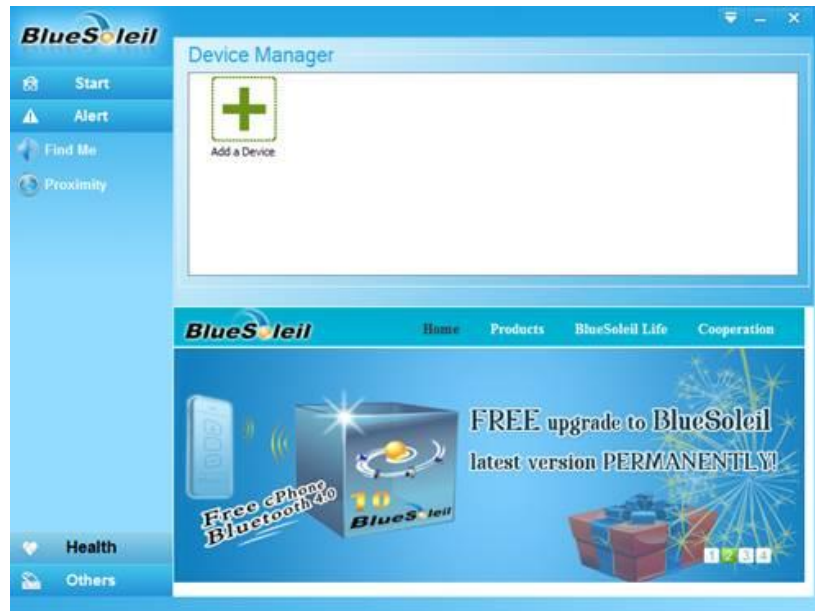 BlueSoleil
Device Manager
Start
Alert
Find Me
Proximity
Add a Device
BlueSoleil
Home Products BlueSoleil Life Cooperation
FREE upgrade to BlueSoleil
latest version PERMANENTLY!
Free cPhone
Bluetooth 4.0
10
BlueSoleil
1 2 3 4
Health
Others